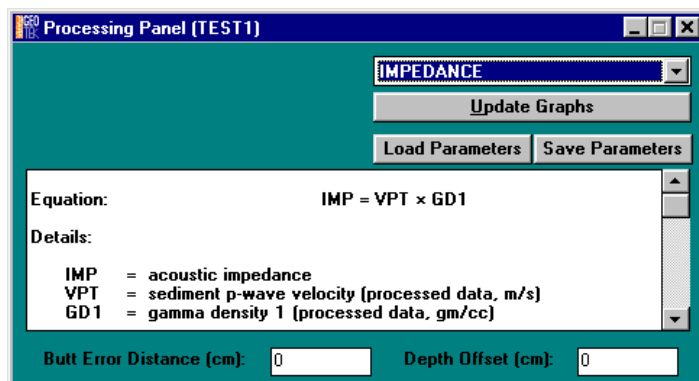 GEO
TEK
Processing Panel (TEST1)
IMPEDANCE
Update Graphs
Load Parameters Save Parameters
Equation: IMP = VPT × GD1
Details:
IMP = acoustic impedance
VPT = sediment p-wave velocity (processed data, m/s)
GD1 = gamma density 1 (processed data, gm/cc)
Butt Error Distance (cm): 0 Depth Offset (cm): 0